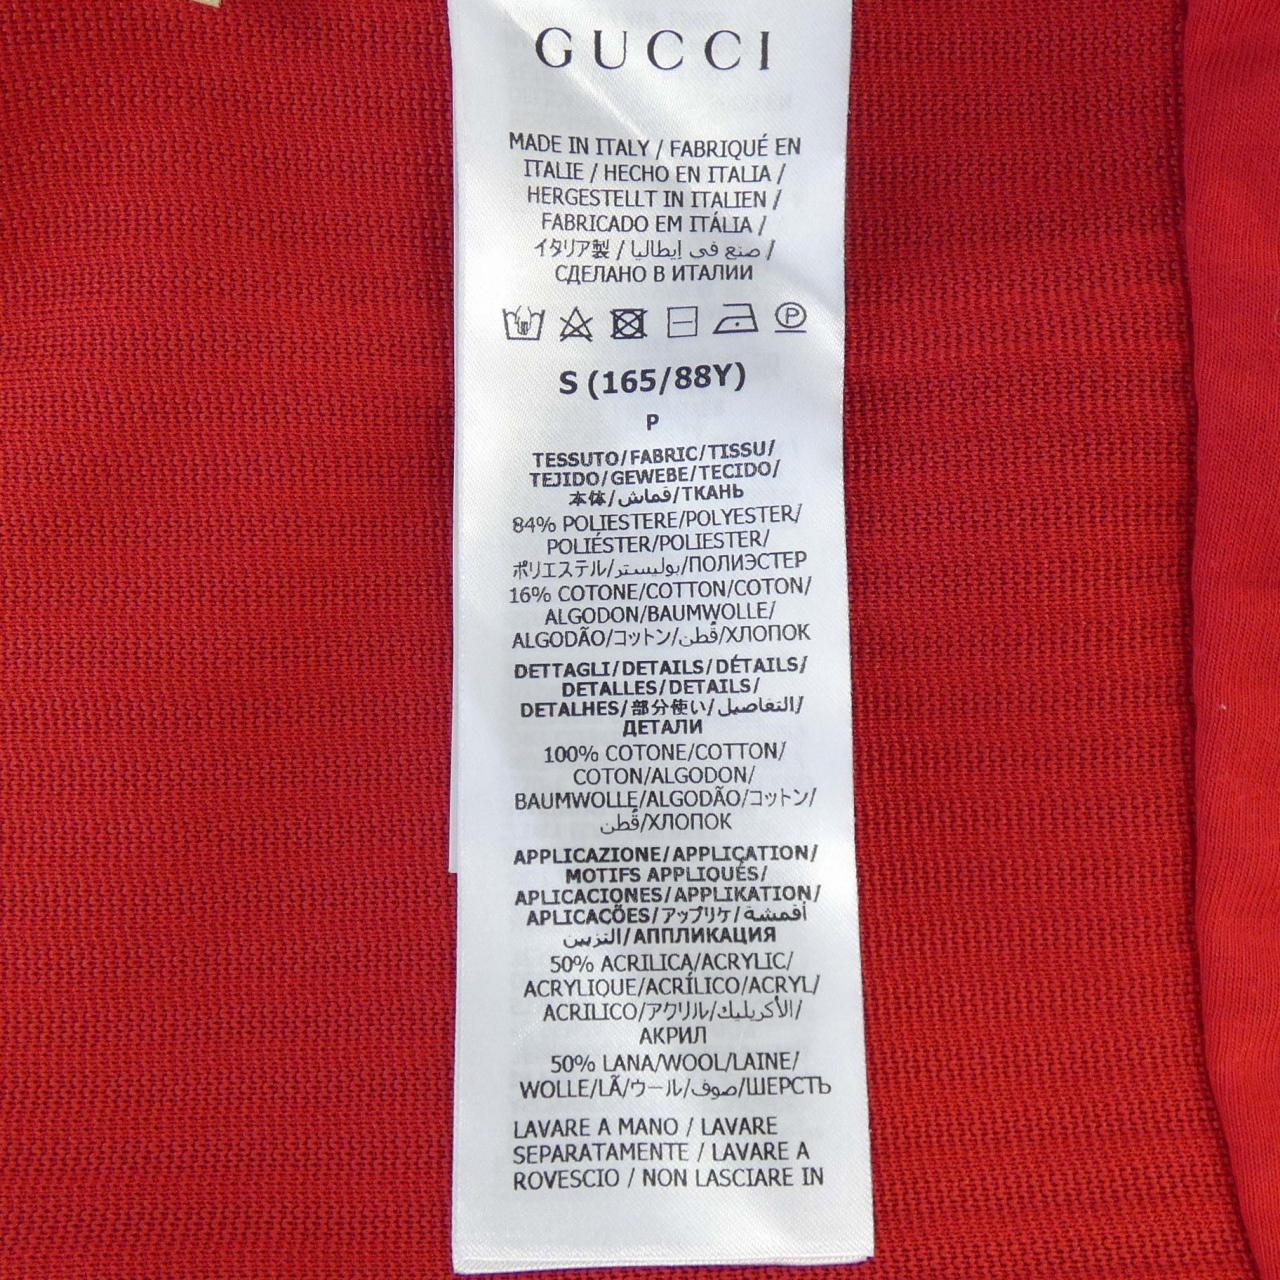 GUCCI
MADE IN ITALY / FABRIQUÉ EN
ITALIE / HECHO EN ITALIA /
HERGESTELLT IN ITALIEN /
FABRICADO EM ITÁLIA /
イタリア製 / صنع في إيطاليا /
СДЕЛАНО В ИТАЛИИ
P
S (165/88Y)
P
TESSUTO/FABRIC/TISSU/
TEJIDO/GEWEBE/TECIDO/
本体/قماش/ТКАНЬ
84% POLIESTERE/POLYESTER/
POLIÉSTER/POLIESTER/
ポリエステル/بوليستر/ПОЛИЭСТЕР
16% COTONE/COTTON/COTON/
ALGODON/BAUMWOLLE/
ALGODÃO/コットン/قُطن/ХЛОПОК
DETTAGLI/DETAILS/DÉTAILS/
DETALLES/DETAILS/
DETALHES/部分使い/التفاصيل/
ДЕТАЛИ
100% COTONE/COTTON/
COTON/ALGODON/
BAUMWOLLE/ALGODÃO/コットン/
قُطن/ХЛОПОК
APPLICAZIONE/APPLICATION/
MOTIFS APPLIQUÉS/
APLICACIONES/APPLIKATION/
APLICACÕES/アップリケ/أقمشة
التزيين/АППЛИКАЦИЯ
50% ACRILICA/ACRYLIC/
ACRYLIQUE/ACRÍLICO/ACRYL/
ACRILICO/アクリル/الأكريليك/
АКРИЛ
50% LANA/WOOL/LAINE/
WOLLE/LÃ/ウール/صوف/ШЕРСТЬ
LAVARE A MANO / LAVARE
SEPARATAMENTE / LAVARE A
ROVESCIO / NON LASCIARE IN